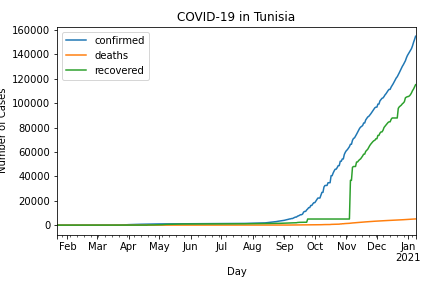 COVID-19 in Tunisia
160000
140000
120000
100000
80000
60000
40000
20000
0
Number of Cases
confirmed
deaths
recovered
Feb Mar Apr May Jun Jul Aug Sep Oct Nov Dec Jan
2021
Day